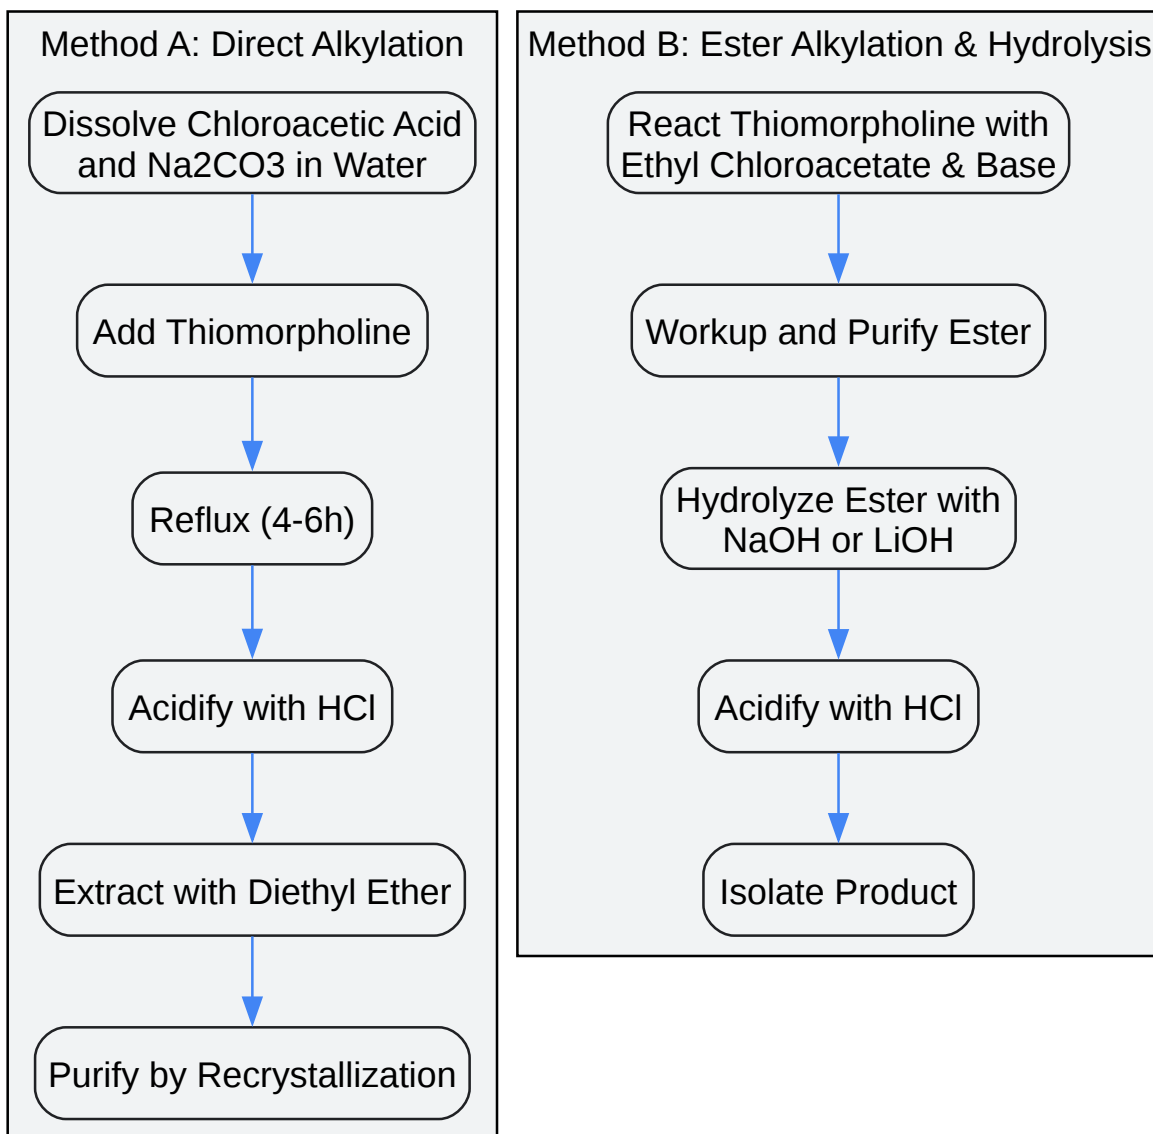 Method A: Direct Alkylation
Dissolve Chloroacetic Acid
and Na2CO3 in Water
Add Thiomorpholine
Reflux (4-6h)
Acidify with HCl
Extract with Diethyl Ether
Purify by Recrystallization
Method B: Ester Alkylation & Hydrolysis
React Thiomorpholine with
Ethyl Chloroacetate & Base
Workup and Purify Ester
Hydrolyze Ester with
NaOH or LiOH
Acidify with HCl
Isolate Product